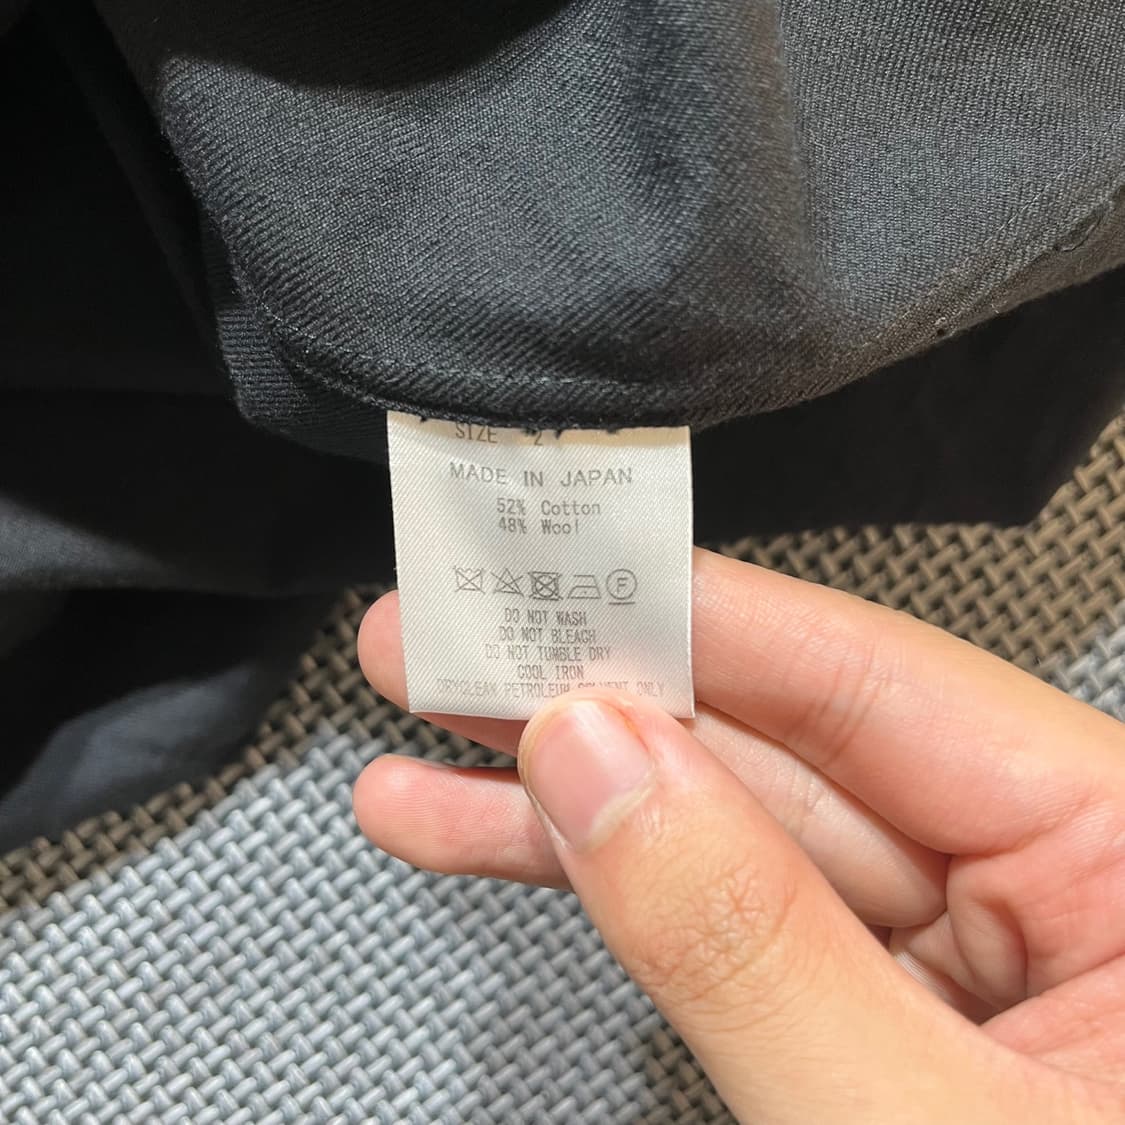 SIZE 2
MADE IN JAPAN
52% Cotton
48% Wool
F
DO NOT WASH
DO NOT BLEACH
DO NOT TUMBLE DRY
COOL IRON
DRYCLEAN PETROLEUM SOLVENT ONLY